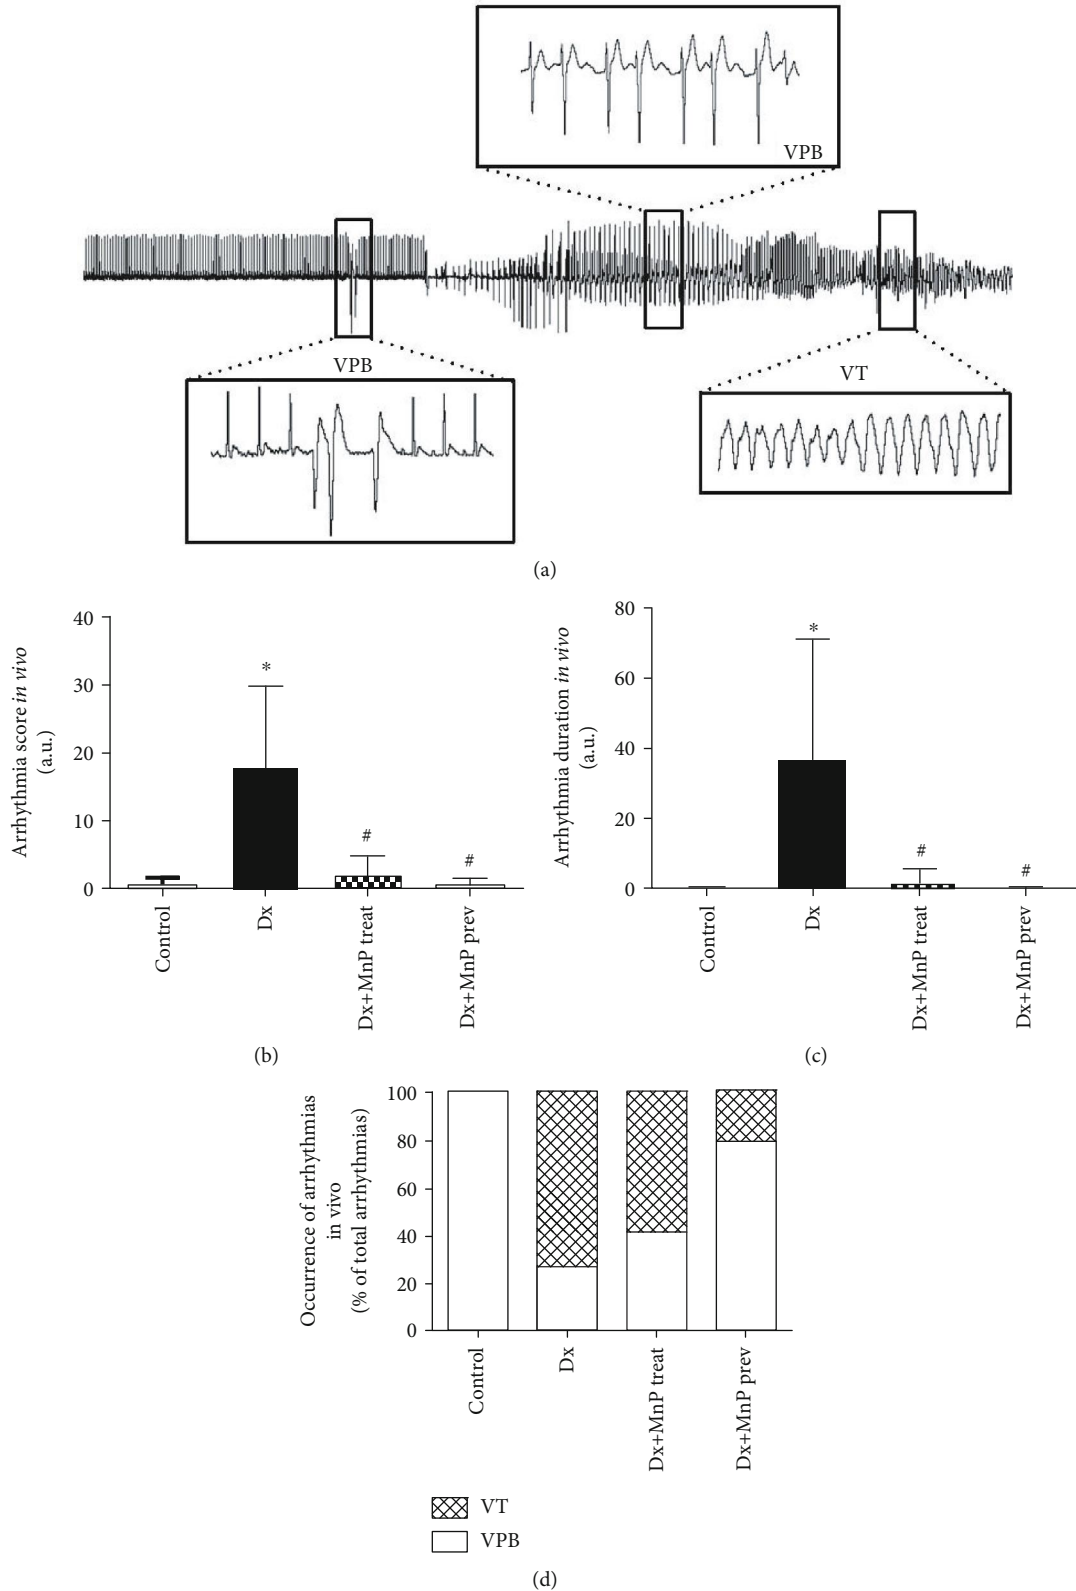 VPB
VPB
VT
(a)
Arrhythmia score in vivo
(a.u.)
40
30
20
10
0
*
#
#
Control
Dx
Dx+MnP treat
Dx+MnP prev
(b)
Arrhythmia duration in vivo
(a.u.)
80
60
40
20
0
*
#
#
Control
Dx
Dx+MnP treat
Dx+MnP prev
(c)
Occurrence of arrhythmias
in vivo
(% of total arrhythmias)
100
80
60
40
20
0
Control
Dx
Dx+MnP treat
Dx+MnP prev
VT
VPB
(d)